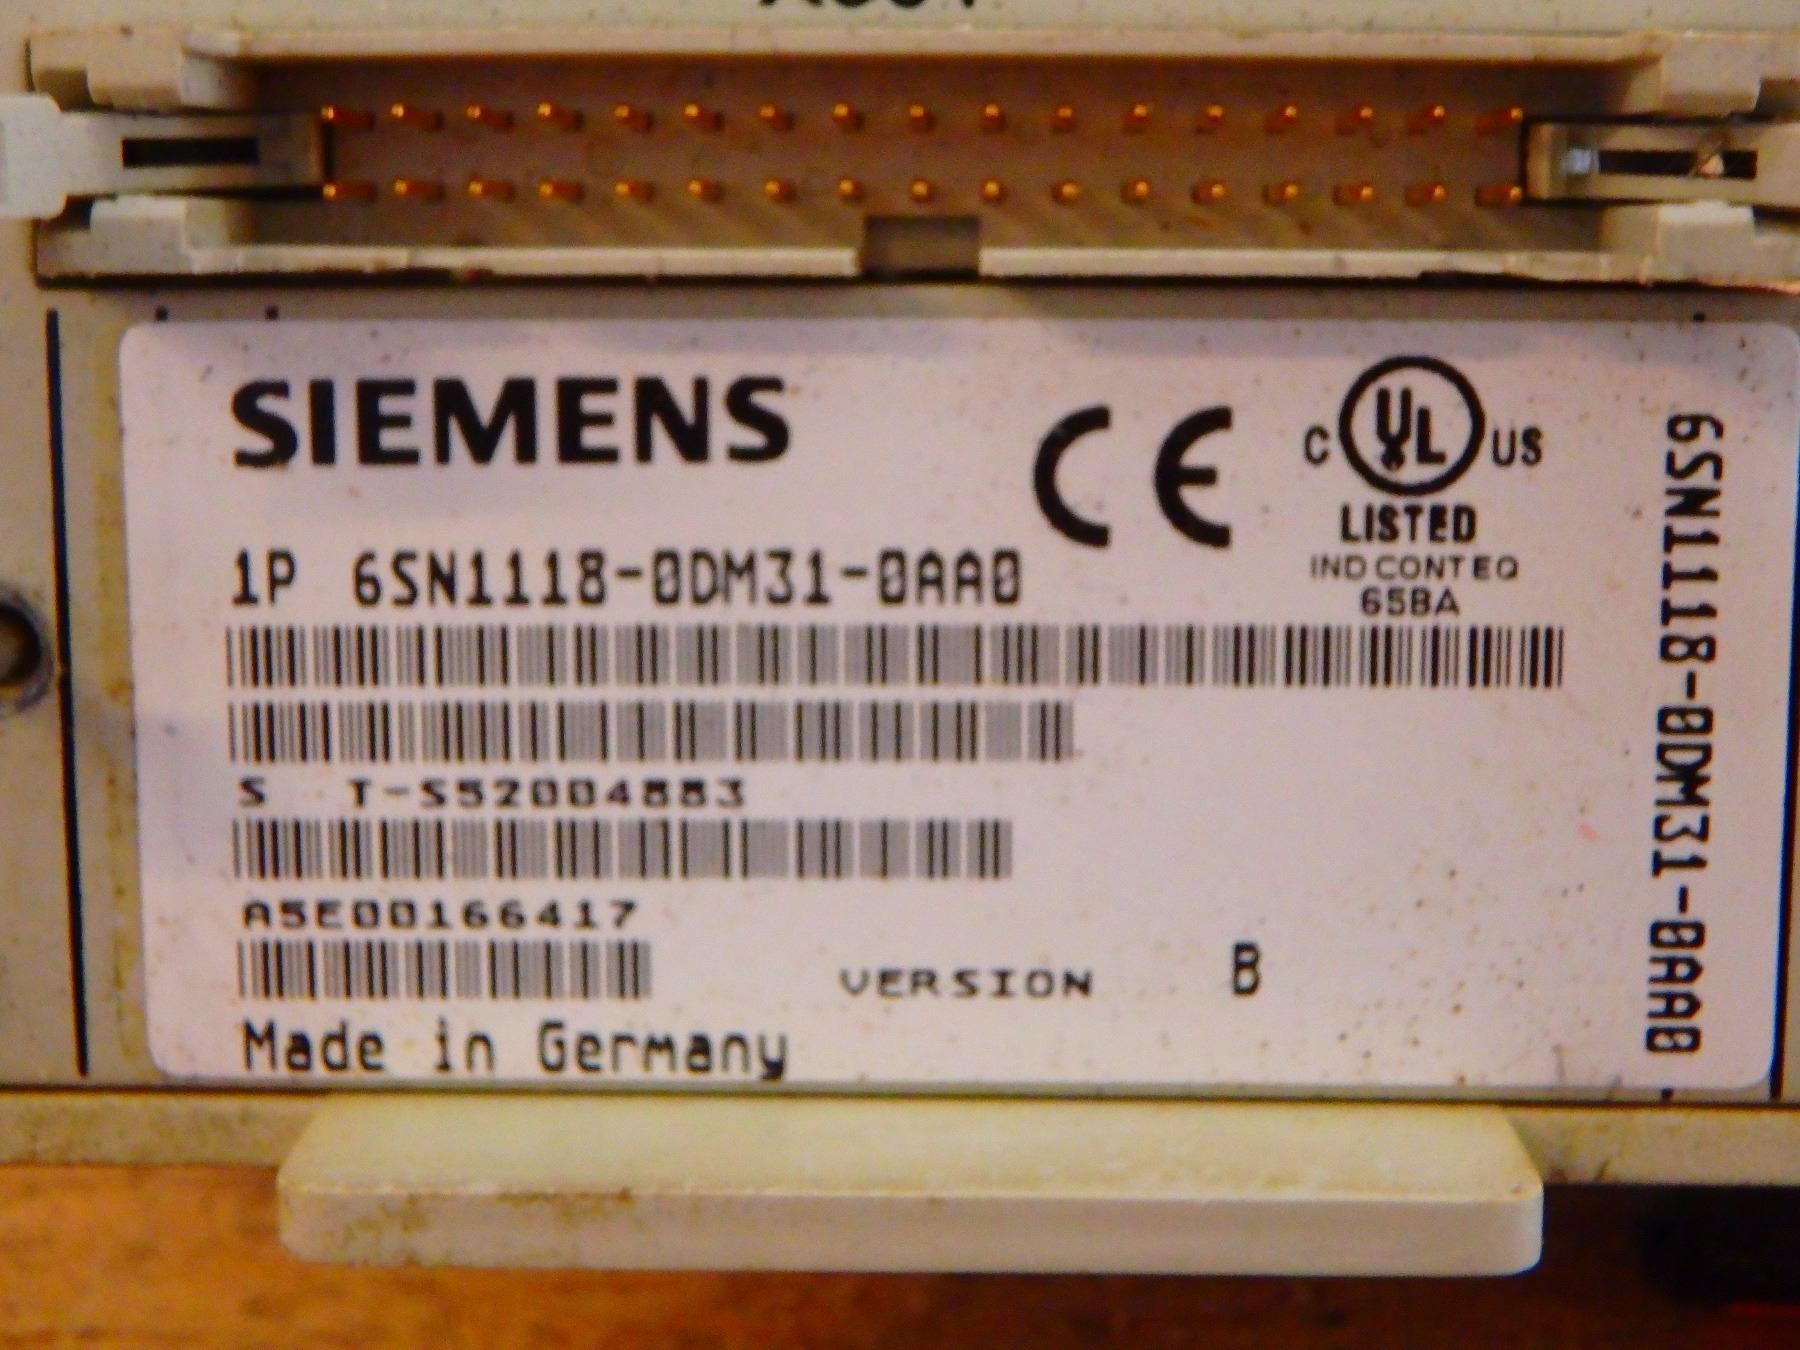 SIEMENS
C UL US
LISTED
IND CONT EQ
65BA
1P 6SN1118-0DM31-0AA0
S T-S52004883
A5E00166417
VERSION B
Made in Germany
6SN1118-0DM31-0AA0